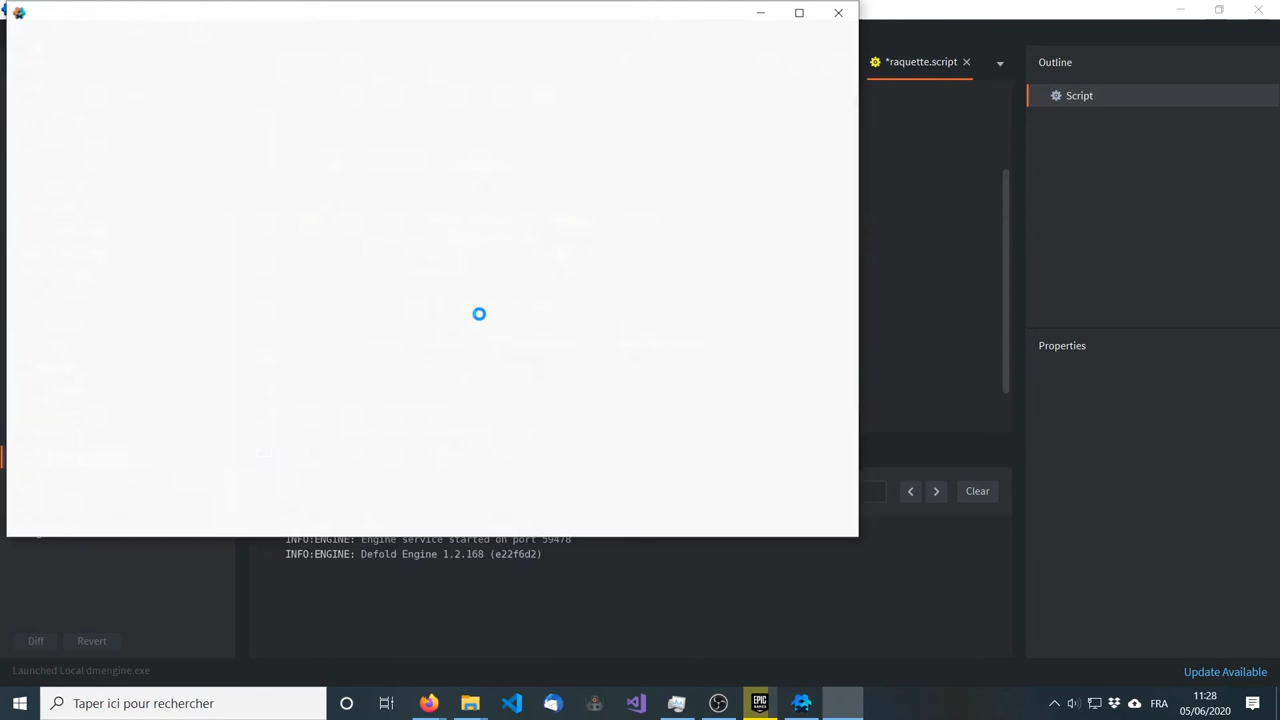 *raquette.script
Outline
Script
Properties
Clear
INFO:ENGINE: Engine service started on port 59478
INFO:ENGINE: Defold Engine 1.2.168 (e22f6d2)
Diff
Revert
Launched Local dmengine.exe
Update Available
Taper ici pour rechercher
EPIC
GAMES
FRA
11:28
05/06/2020